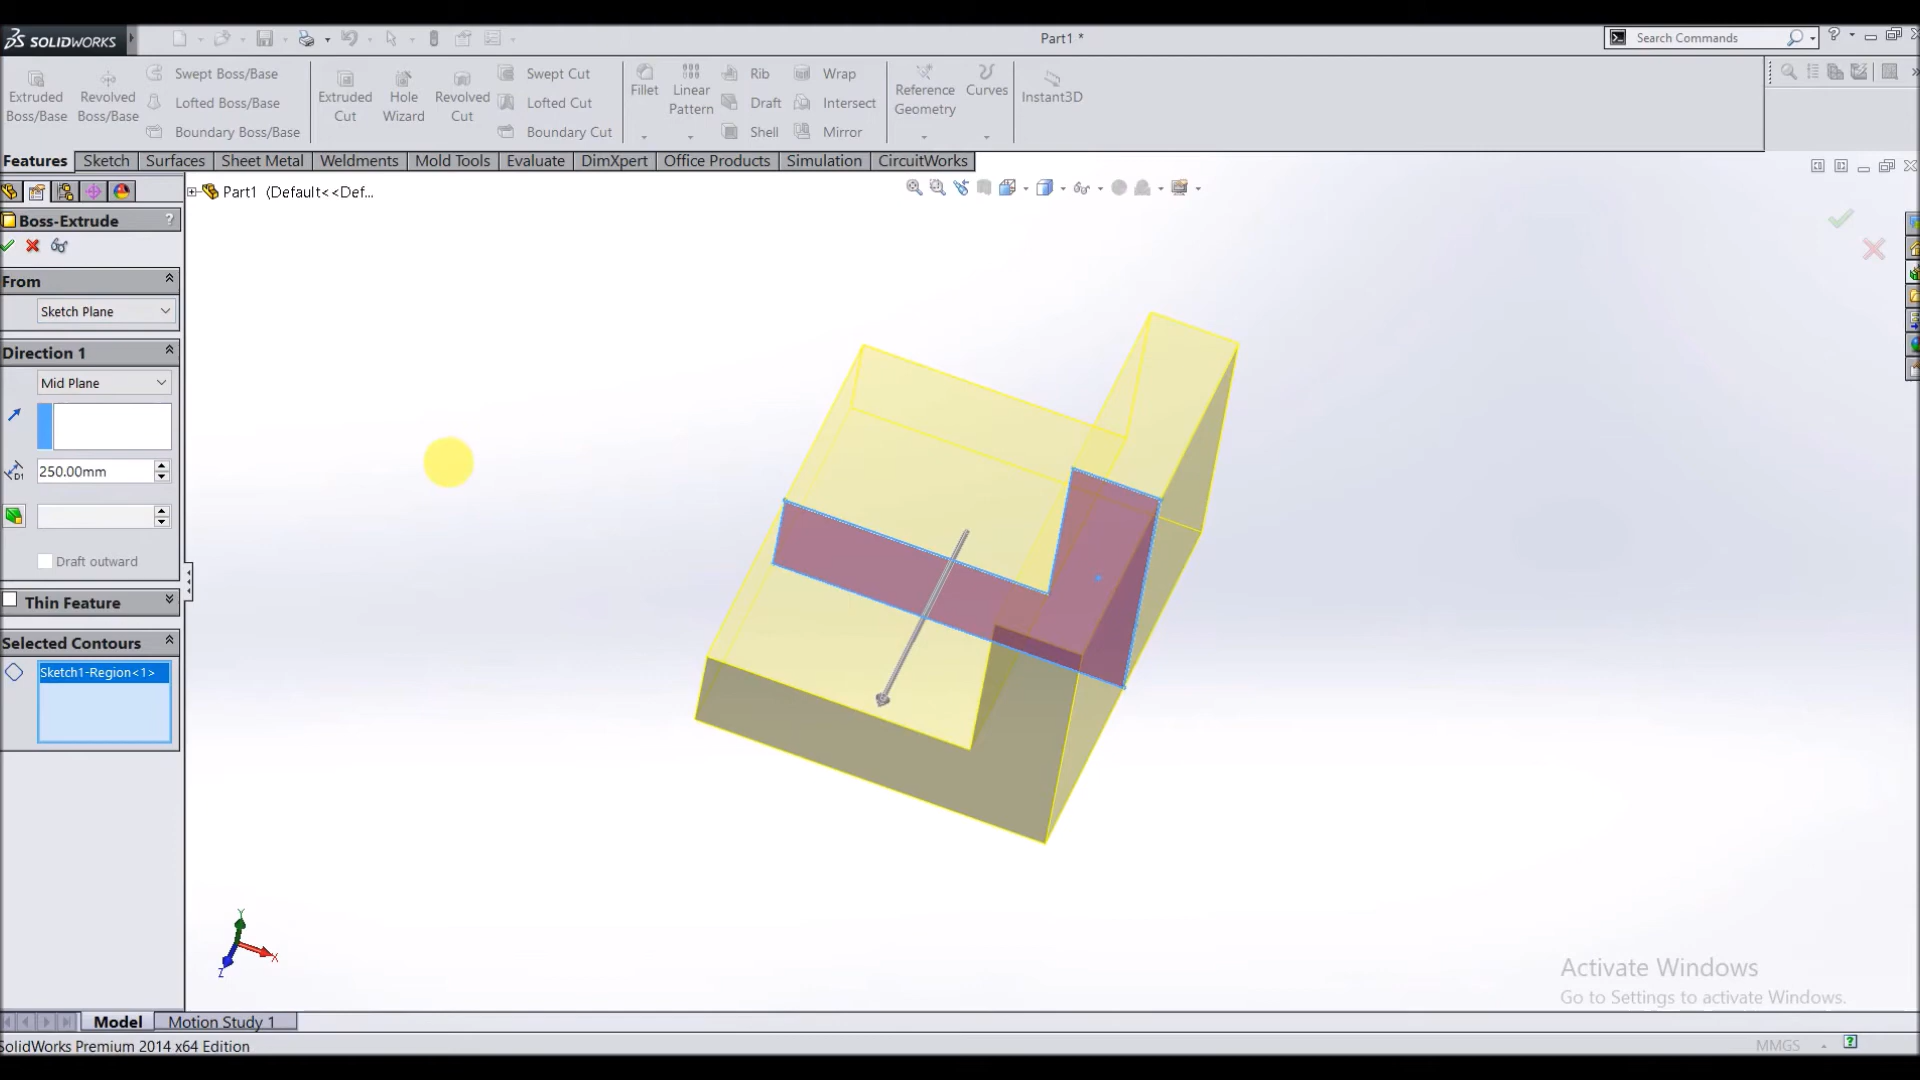 SOLIDWORKS
Part1 *
Search Commands
Extruded Boss/Base
Revolved Boss/Base
Swept Boss/Base
Lofted Boss/Base
Boundary Boss/Base
Extruded Cut
Hole Wizard
Revolved Cut
Swept Cut
Lofted Cut
Boundary Cut
Fillet
Linear Pattern
Rib
Draft
Shell
Wrap
Intersect
Mirror
Reference Geometry
Curves
Instant3D
Features Sketch Surfaces Sheet Metal Weldments Mold Tools Evaluate DimXpert Office Products Simulation CircuitWorks
Part1 (Default<<Def...
Boss-Extrude ?
From
Sketch Plane
Direction 1
Mid Plane
D1
250.00mm
Draft outward
Thin Feature
Selected Contours
Sketch1-Region<1>
Y
X
Z
Activate Windows
Go to Settings to activate Windows.
Model Motion Study 1
SolidWorks Premium 2014 x64 Edition
MMGS